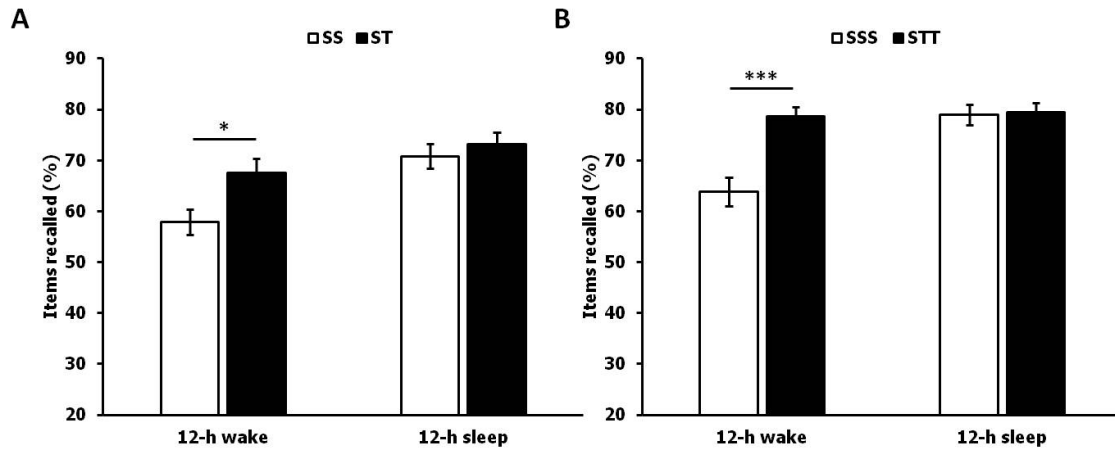 A
SS ST
Items recalled (%)
90
80
70
60
50
40
30
20
*
12-h wake 12-h sleep
B
SSS STT
Items recalled (%)
90
80
70
60
50
40
30
20
***
12-h wake 12-h sleep